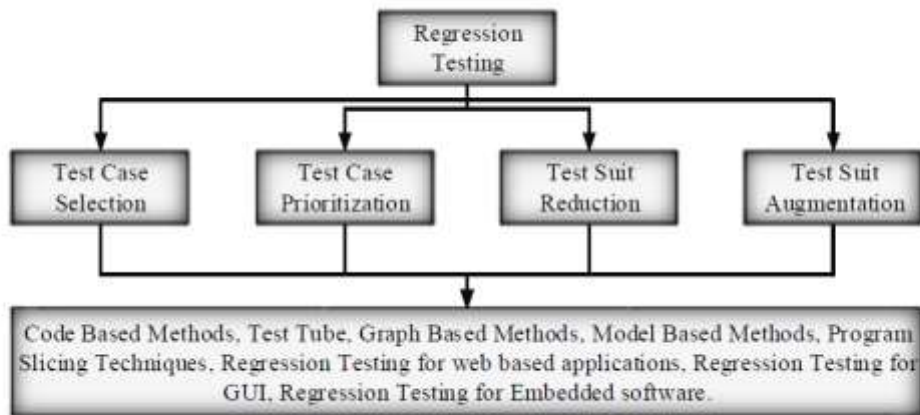 Regression
Testing
Test Case
Selection
Test Case
Prioritization
Test Suit
Reduction
Test Suit
Augmentation
Code Based Methods, Test Tube, Graph Based Methods, Model Based Methods, Program
Slicing Techniques, Regression Testing for web based applications, Regression Testing for
GUI, Regression Testing for Embedded software.